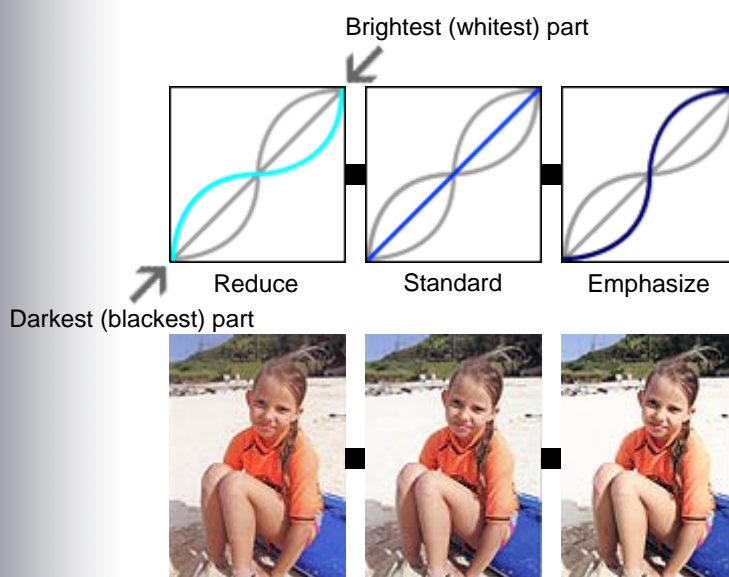 Brightest (whitest) part
Reduce
Standard
Emphasize
Darkest (blackest) part